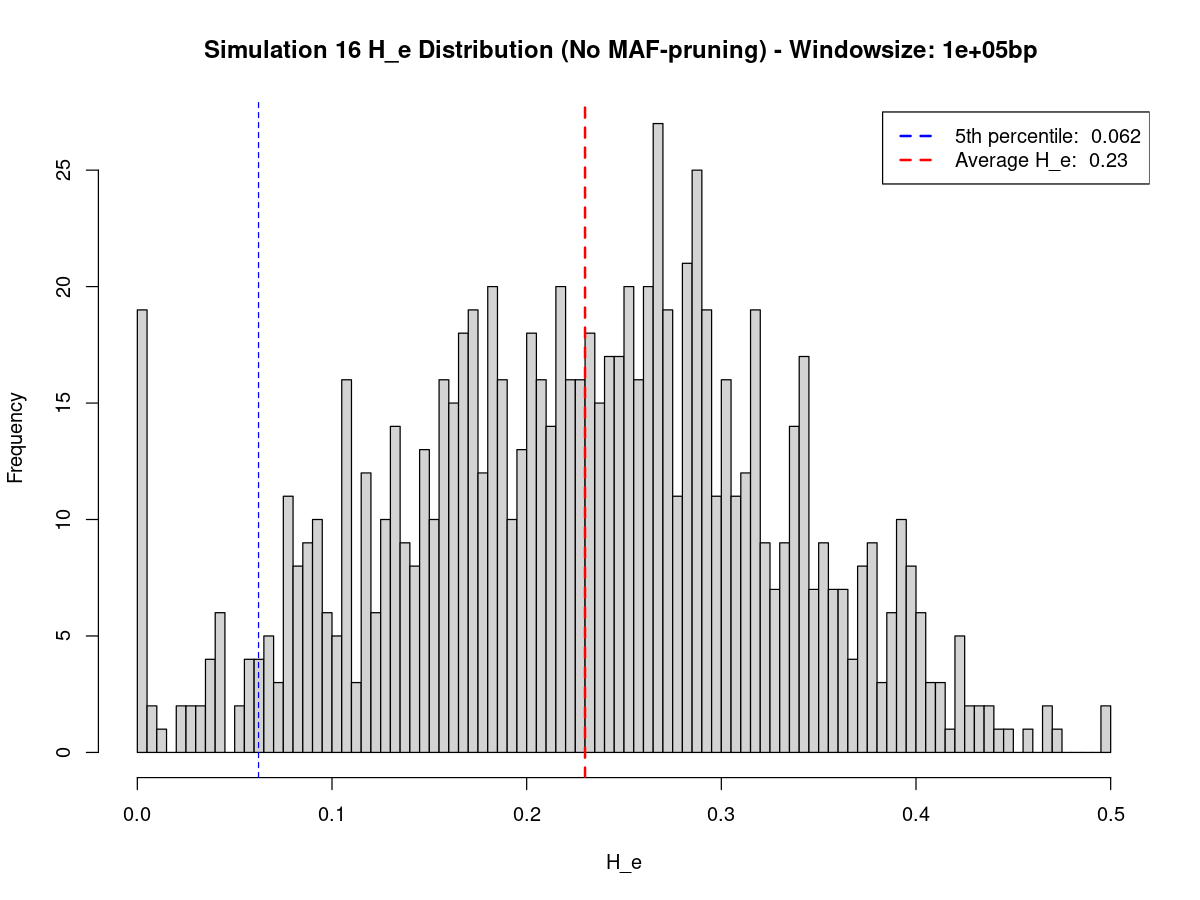 Simulation 16 H_e Distribution (No MAF-pruning) - Windowsize: 1e+05bp
5th percentile:  0.062
Average H_e:  0.23
25
20
15
10
5
0
Frequency
0.0 0.1 0.2 0.3 0.4 0.5
H_e